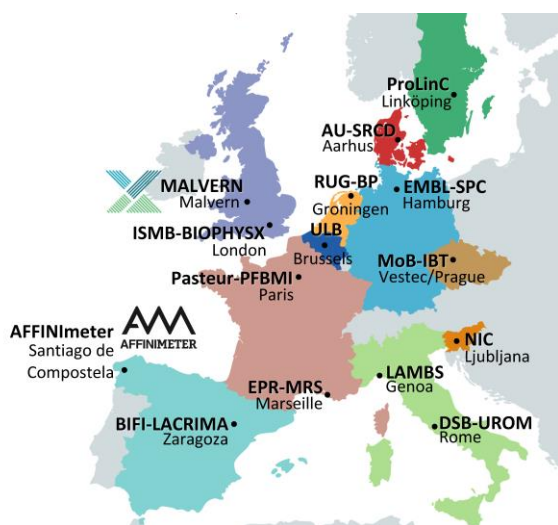 ProLinC
Linköping
AU-SRCD
Aarhus
RUG-BP
Groningen
EMBL-SPC
Hamburg
MALVERN
Malvern
ISMB-BIOPHYSX
London
ULB
Brussels
MoB-IBT
Vestec/Prague
Pasteur-PFBMI
Paris
AFFINImeter
Santiago de
Compostela
AFFINIMETER
NIC
Ljubljana
EPR-MRS
Marseille
LAMBS
Genoa
BIFI-LACRIMA
Zaragoza
DSB-UROM
Rome